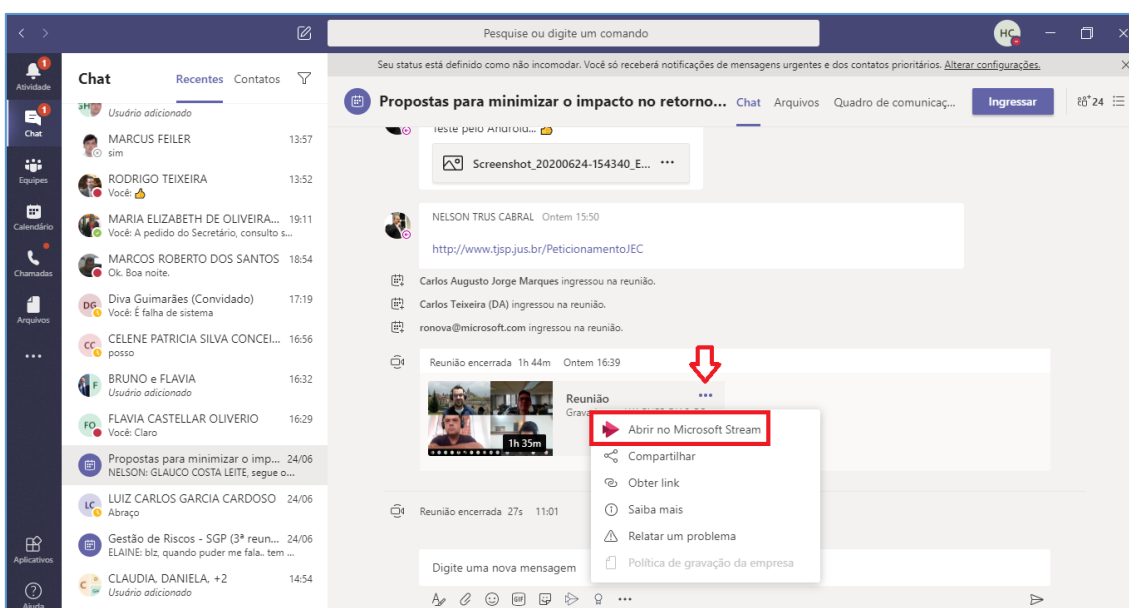 Pesquise ou digite um comando
HC
Seu status está definido como não incomodar. Você só receberá notificações de mensagens urgentes e dos contatos prioritários. Alterar configurações.
1
Atividade
1
Chat
Equipes
Calendário
Chamadas
Arquivos
Aplicativos
Ajuda
Chat Recentes Contatos
SH
Usuário adicionado
MARCUS FEILER 13:57
sim
RODRIGO TEIXEIRA 13:52
Você:
MARIA ELIZABETH DE OLIVEIRA... 19:11
Você: A pedido do Secretário, consulto s...
MARCOS ROBERTO DOS SANTOS 18:54
Ok. Boa noite.
DG
Diva Guimarães (Convidado) 17:19
Você: É falha de sistema
CC
CELENE PATRICIA SILVA CONCEI... 16:56
posso
F
BRUNO e FLAVIA 16:32
Usuário adicionado
FO
FLAVIA CASTELLAR OLIVERIO 16:29
Você: Claro
Propostas para minimizar o imp... 24/06
NELSON: GLAUCO COSTA LEITE, segue o...
LC
LUIZ CARLOS GARCIA CARDOSO 24/06
Abraço
Gestão de Riscos - SGP (3ª reun... 24/06
ELAINE: blz, quando puder me fala.. tem ...
C
CLAUDIA, DANIELA, +2 14:54
Usuário adicionado
Propostas para minimizar o impacto no retorno... Chat Arquivos Quadro de comunicaç... Ingressar 24
Teste pelo Android...
Screenshot_20200624-154340_E... ...
NELSON TRUS CABRAL Ontem 15:50
http://www.tjsp.jus.br/PeticionamentoJEC
Carlos Augusto Jorge Marques ingressou na reunião.
Carlos Teixeira (DA) ingressou na reunião.
ronova@microsoft.com ingressou na reunião.
Reunião encerrada 1h 44m Ontem 16:39
Reunião ...
1h 35m
Abrir no Microsoft Stream
Compartilhar
Obter link
Saiba mais
Relatar um problema
Política de gravação da empresa
Reunião encerrada 27s 11:01
Digite uma nova mensagem
GIF